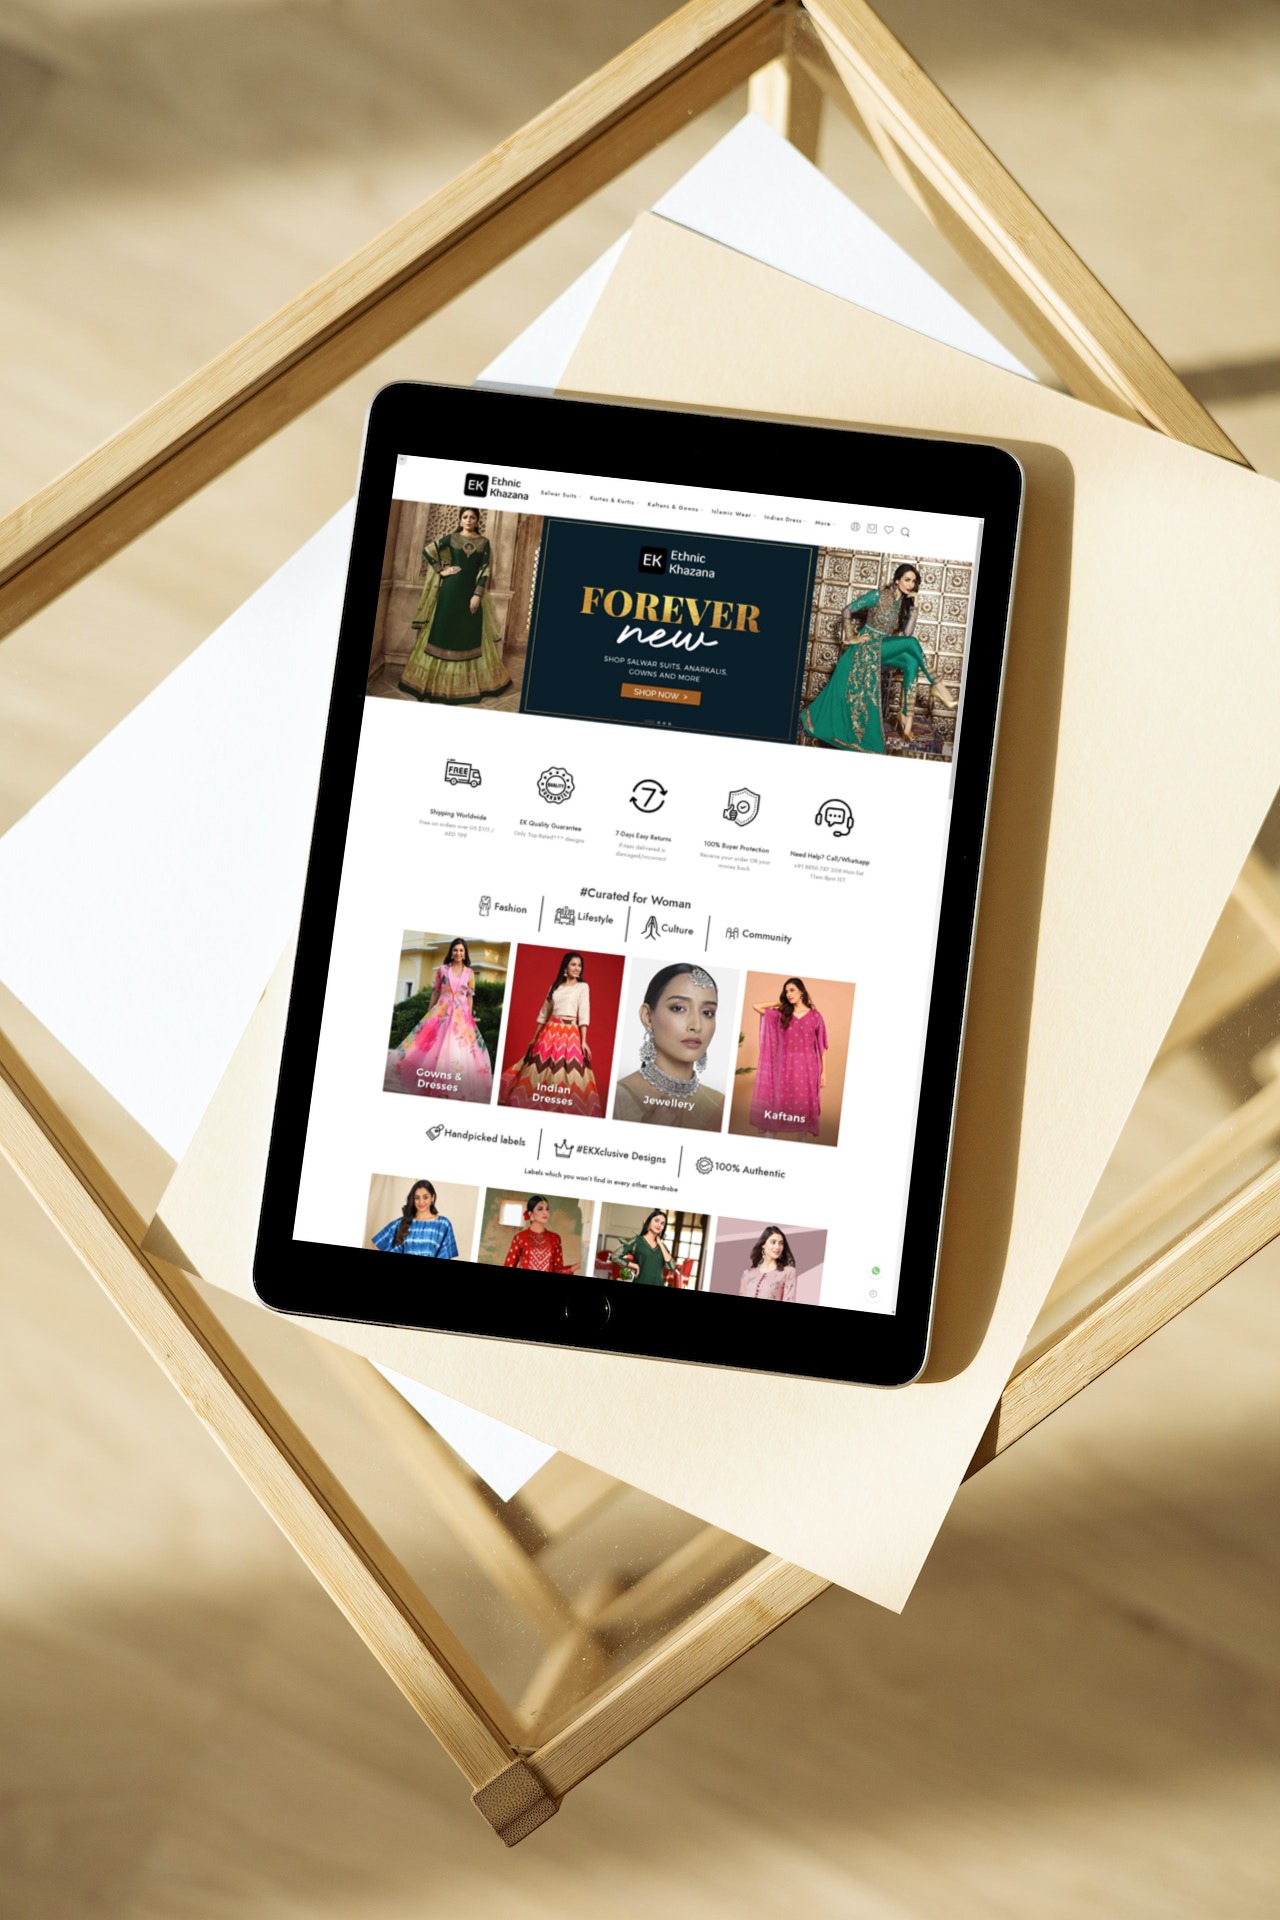 EK Ethnic
Khazana
Salwar Suits
Kurtas & Kurtis
Kaftans & Gowns
Islamic Wear
Indian Dress
More
EK Ethnic
Khazana
FOREVER
new
SHOP SALWAR SUITS, ANARKALIS,
GOWNS AND MORE
SHOP NOW >
FREE
Shipping Worldwide
Free on orders over US $111 /
AED 199
QUALITY
EK Quality Guarantee
Only Top-Rated*** designs
7
7-Days Easy Returns
If item delivered is
damaged/incorrect
100% Buyer Protection
Receive your order OR your
money back
Need Help? Call/Whatsapp
11am-8pm IST
#Curated for Woman
Fashion
Lifestyle
Culture
Community
Gowns &
Dresses
Indian
Dresses
Jewellery
Kaftans
Handpicked labels
#EKXclusive Designs
100% Authentic
Labels which you won't find in every other wardrobe